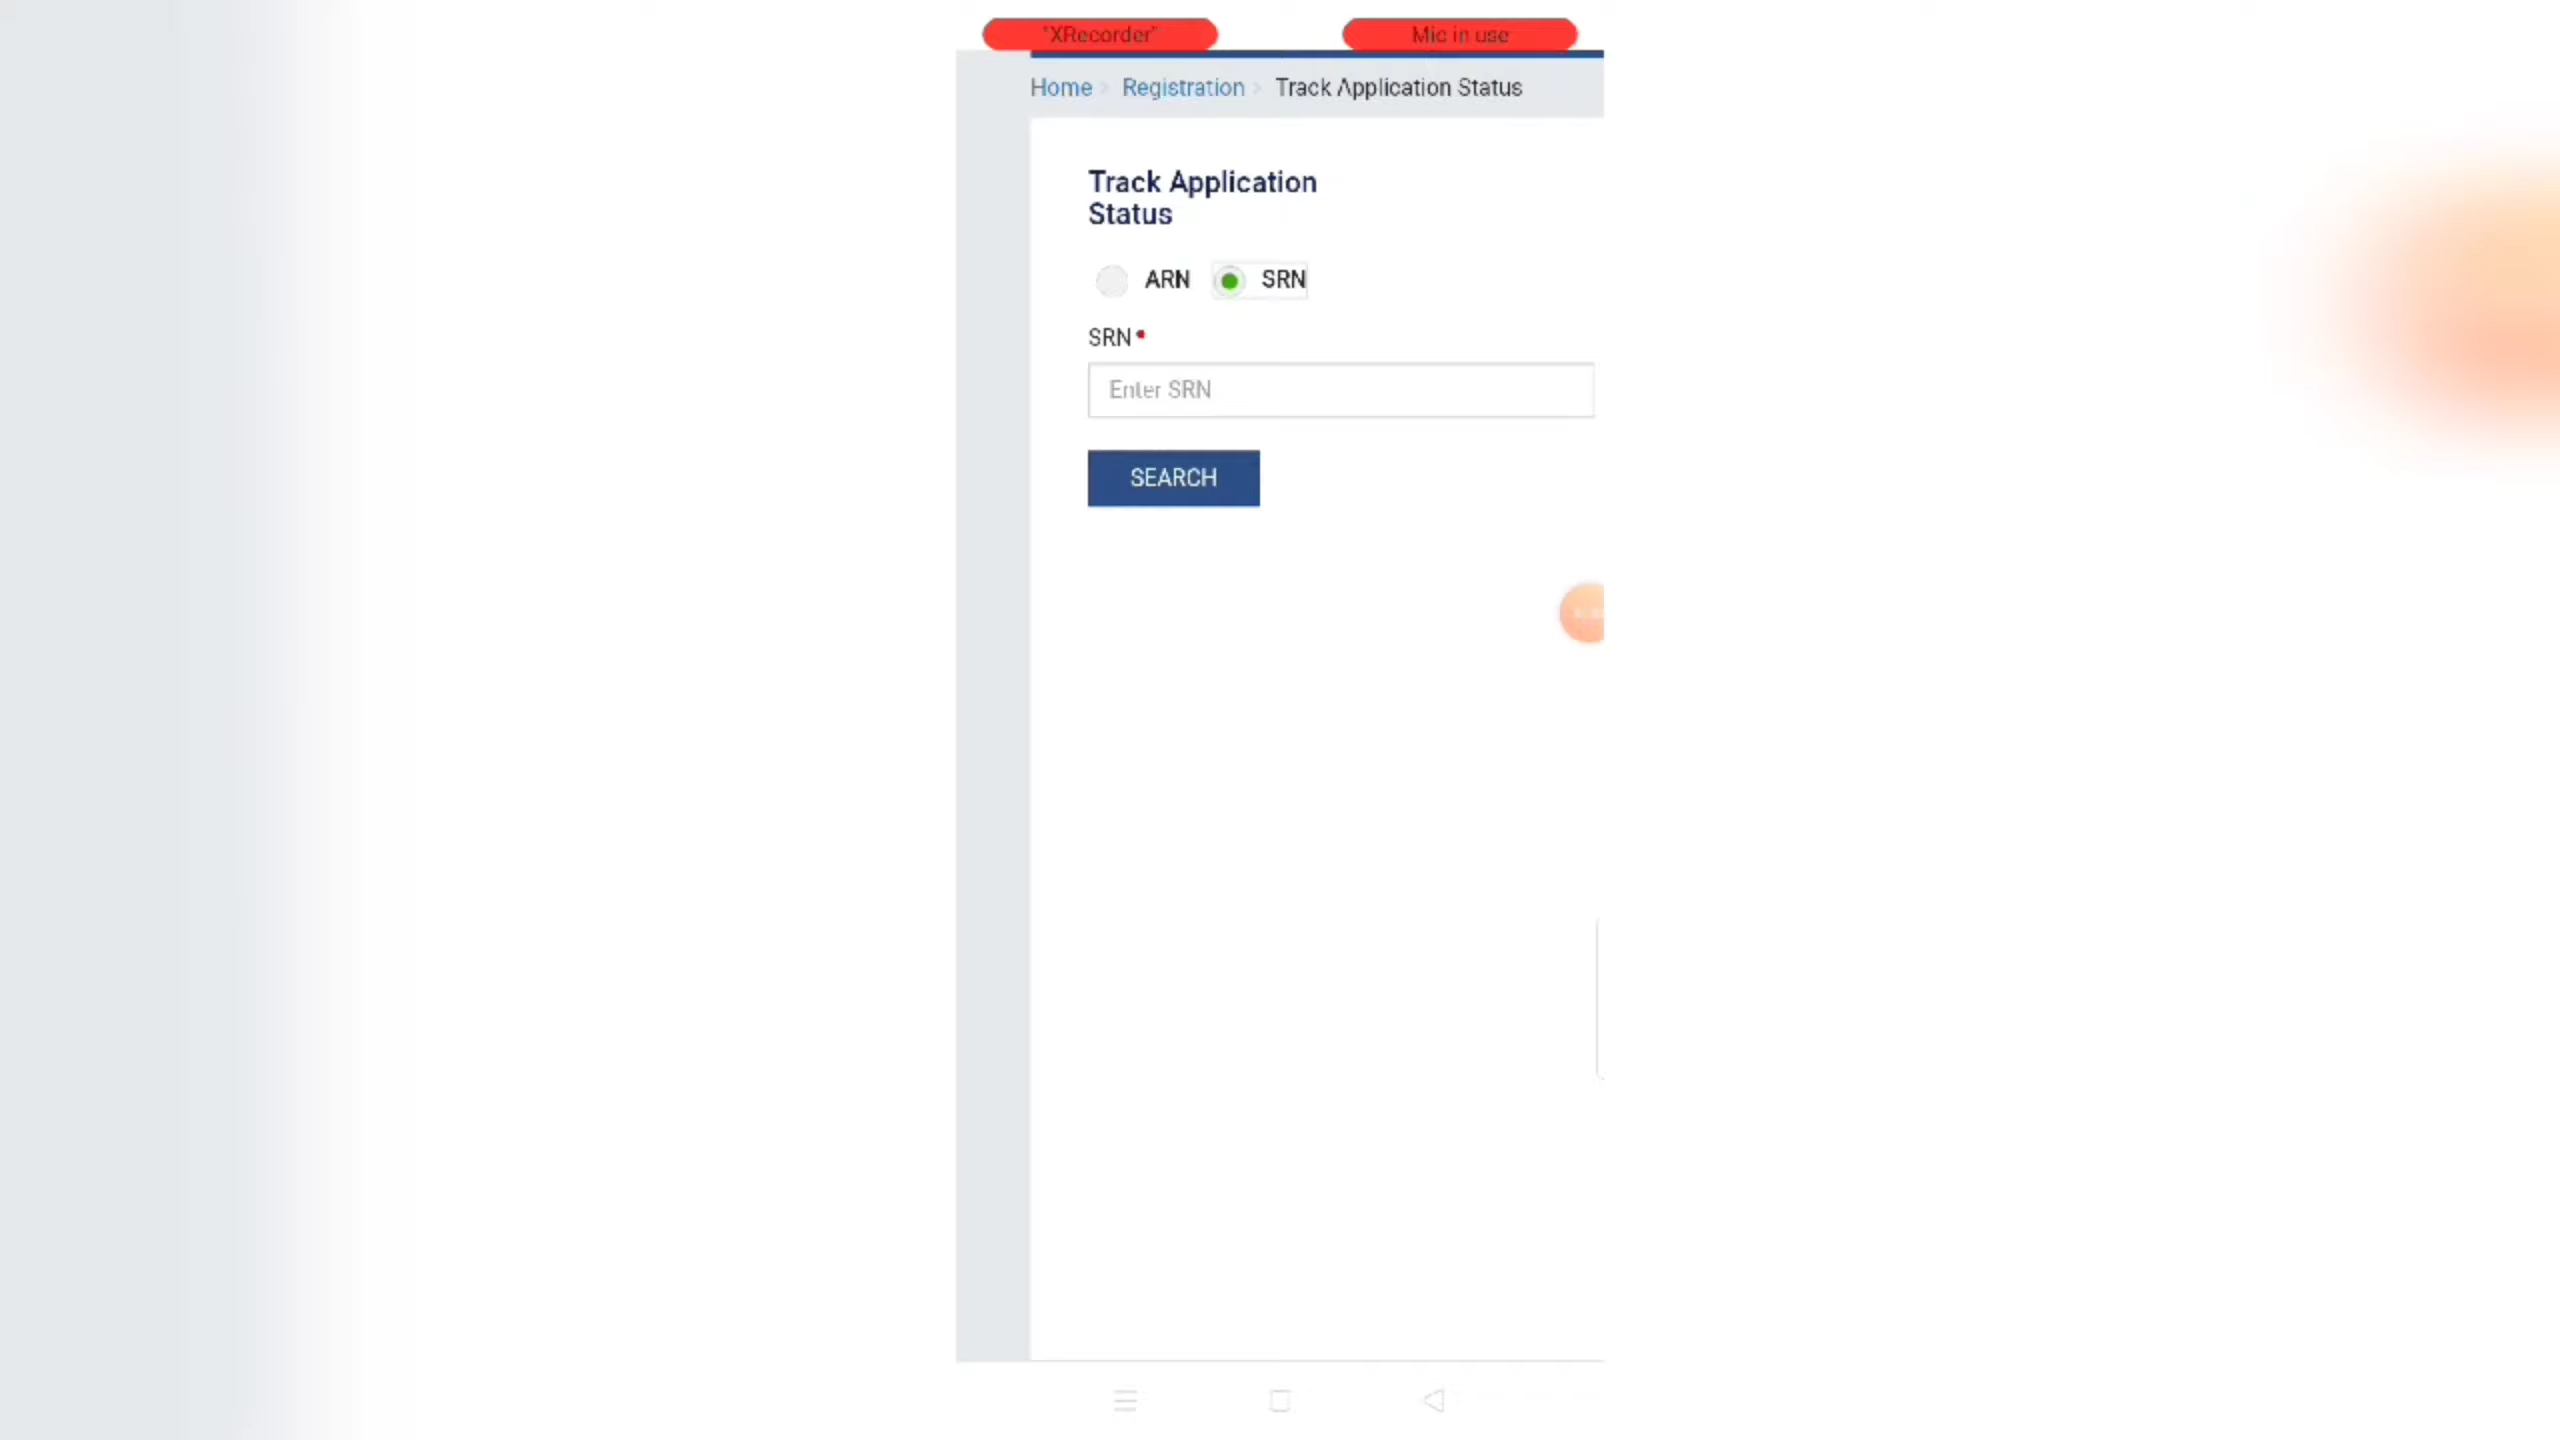 "XRecorder" Mic in use
Home > Registration > Track Application Status
Track Application
Status
ARN SRN
SRN•
Enter SRN
SEARCH